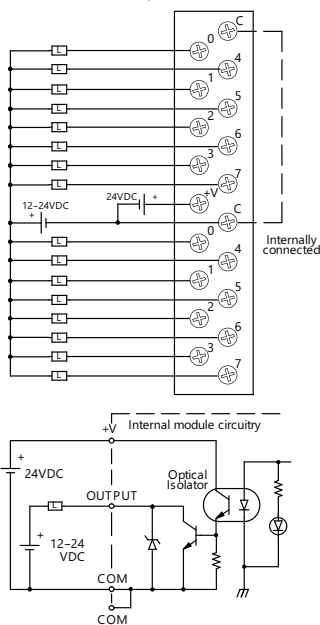 C
L 0
L 4
L 1
L 5
L 2
L 6
L 3
L 7
24VDC + +V
12-24VDC + C
L 0
Internally
connected
L 4
L 1
L 5
L 2
L 6
L 3
L 7
+V Internal module circuitry
+
24VDC
Optical
Isolator
L OUTPUT
+
12-24
VDC
COM
COM